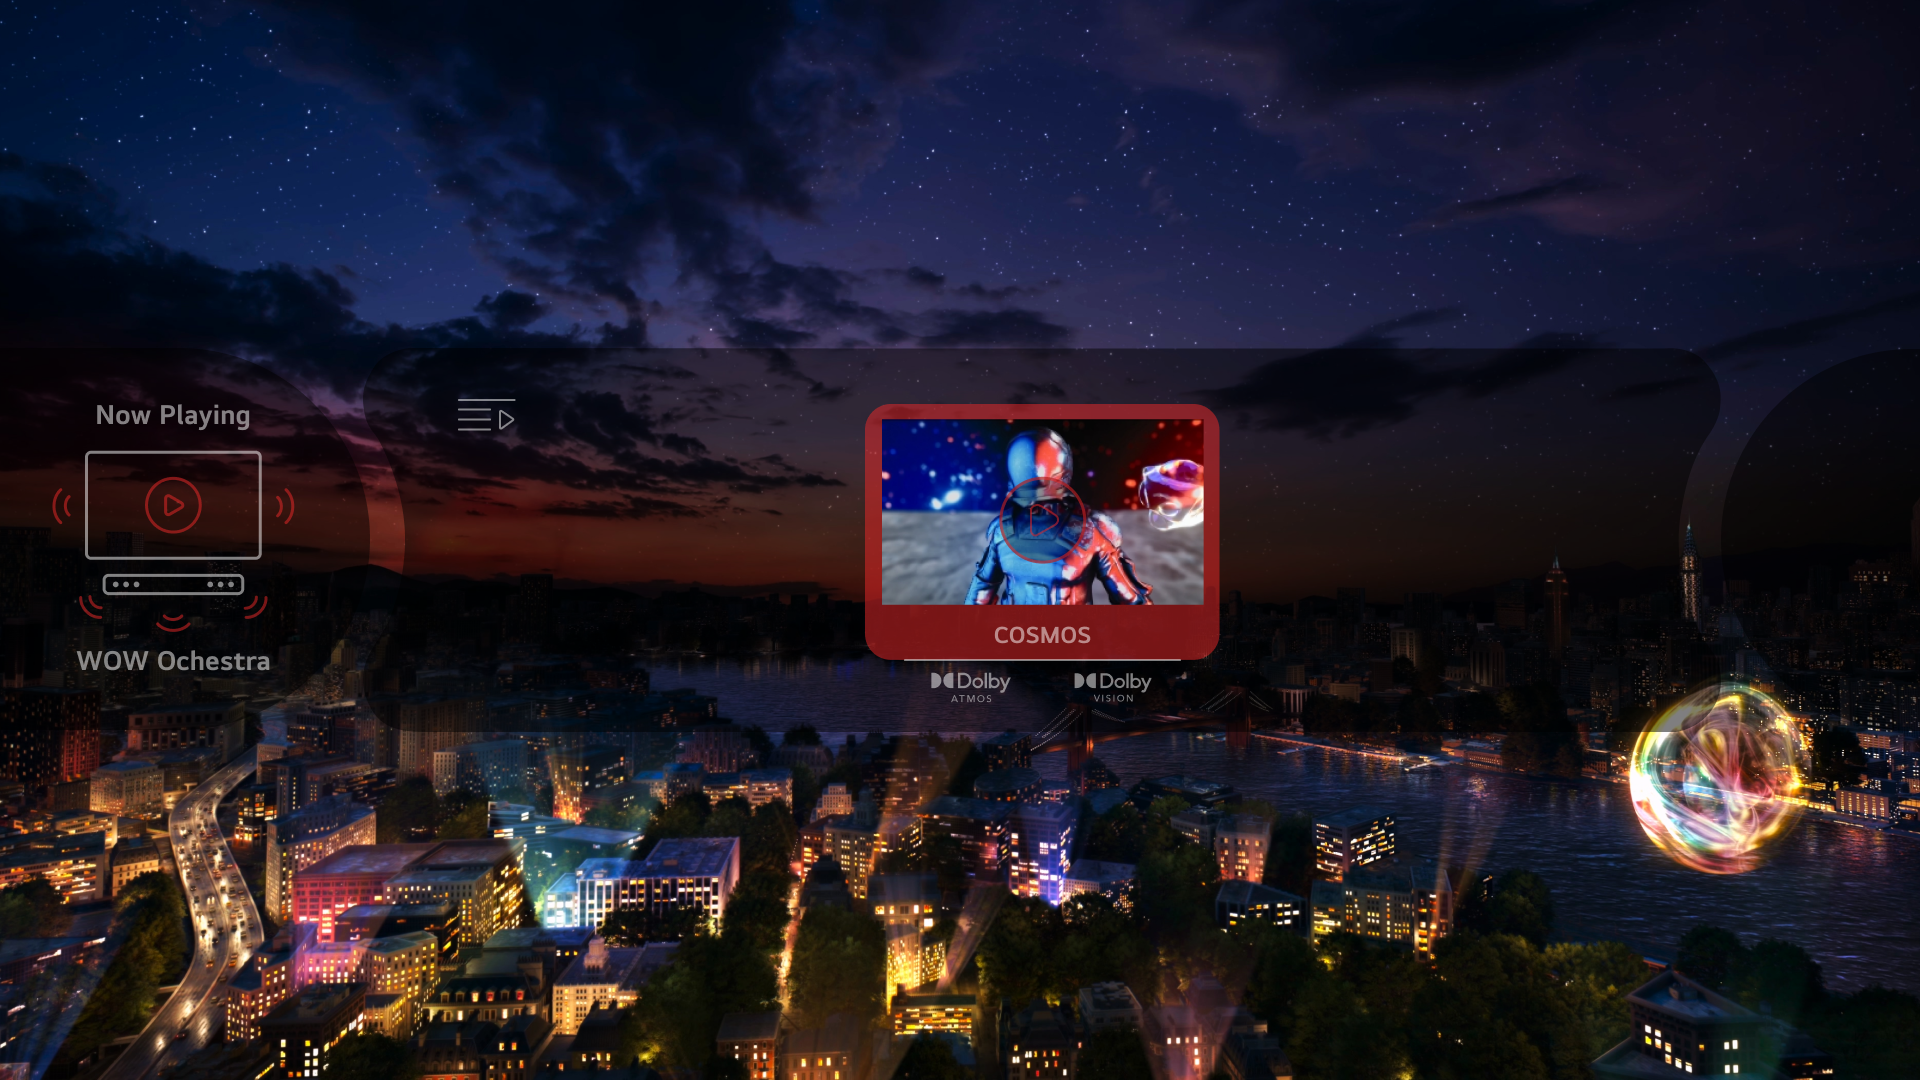 Now Playing
WOW Ochestra
COSMOS
Dolby
ATMOS
Dolby
VISION